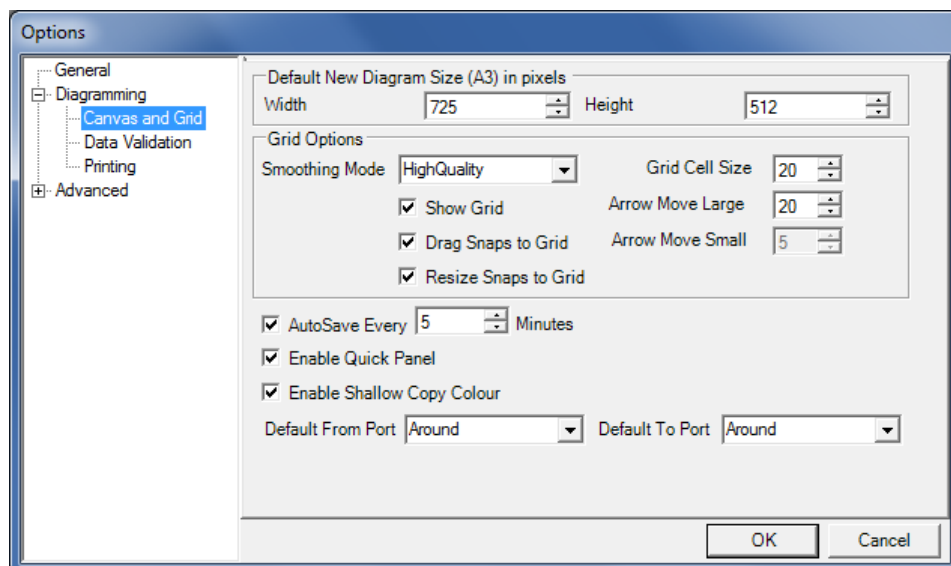 Options
General
Diagramming
Canvas and Grid
Data Validation
Printing
Advanced
Default New Diagram Size (A3) in pixels
Width 725 Height 512
Grid Options
Smoothing Mode HighQuality Grid Cell Size 20
Show Grid Arrow Move Large 20
Drag Snaps to Grid Arrow Move Small 5
Resize Snaps to Grid
AutoSave Every 5 Minutes
Enable Quick Panel
Enable Shallow Copy Colour
Default From Port Around Default To Port Around
OK Cancel